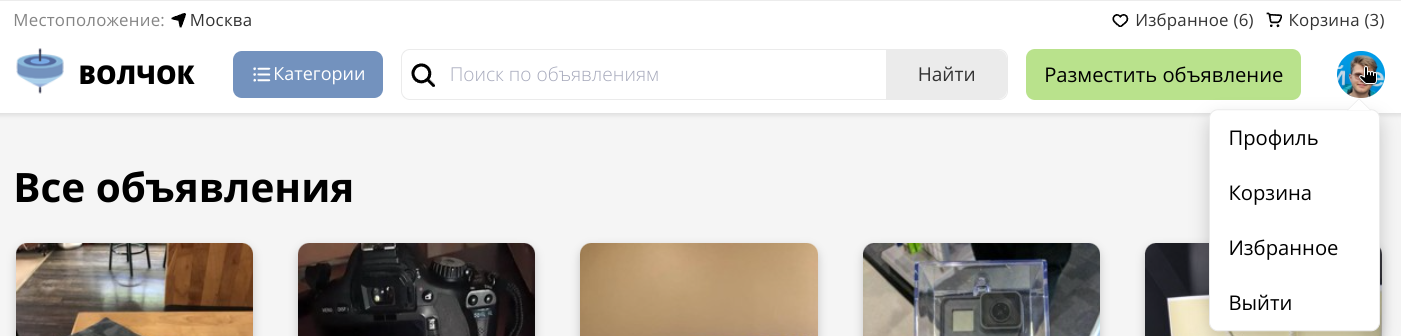 Местоположение: Москва
Избранное (6) Корзина (3)
ВОЛЧОК
Категории
Поиск по объявлениям
Найти
Разместить объявление
Профиль
Корзина
Избранное
Выйти
Все объявления